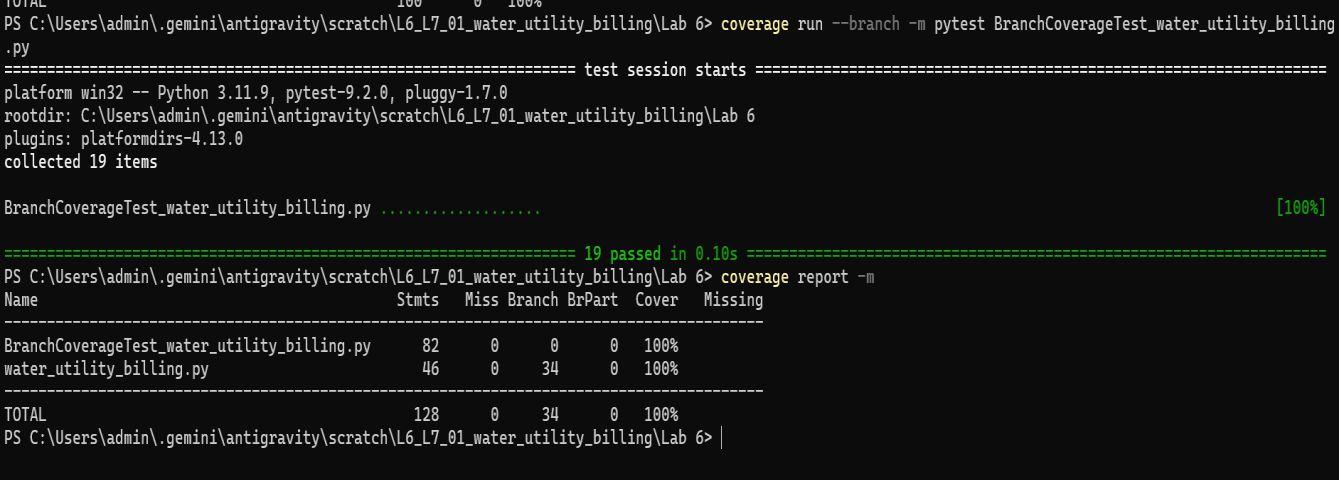 TOTAL 100 0 100%
PS C:\Users\admin\.gemini\antigravity\scratch\L6_L7_01_water_utility_billing\Lab 6> coverage run --branch -m pytest BranchCoverageTest_water_utility_billing
.py
============================= test session starts =============================
platform win32 -- Python 3.11.9, pytest-9.2.0, pluggy-1.7.0
rootdir: C:\Users\admin\.gemini\antigravity\scratch\L6_L7_01_water_utility_billing\Lab 6
plugins: platformdirs-4.13.0
collected 19 items
BranchCoverageTest_water_utility_billing.py ................... [100%]
============================= 19 passed in 0.10s =============================
PS C:\Users\admin\.gemini\antigravity\scratch\L6_L7_01_water_utility_billing\Lab 6> coverage report -m
Name Stmts Miss Branch BrPart Cover Missing
-----------------------------------------------------------------------------------------
BranchCoverageTest_water_utility_billing.py 82 0 0 0 100%
water_utility_billing.py 46 0 34 0 100%
-----------------------------------------------------------------------------------------
TOTAL 128 0 34 0 100%
PS C:\Users\admin\.gemini\antigravity\scratch\L6_L7_01_water_utility_billing\Lab 6>